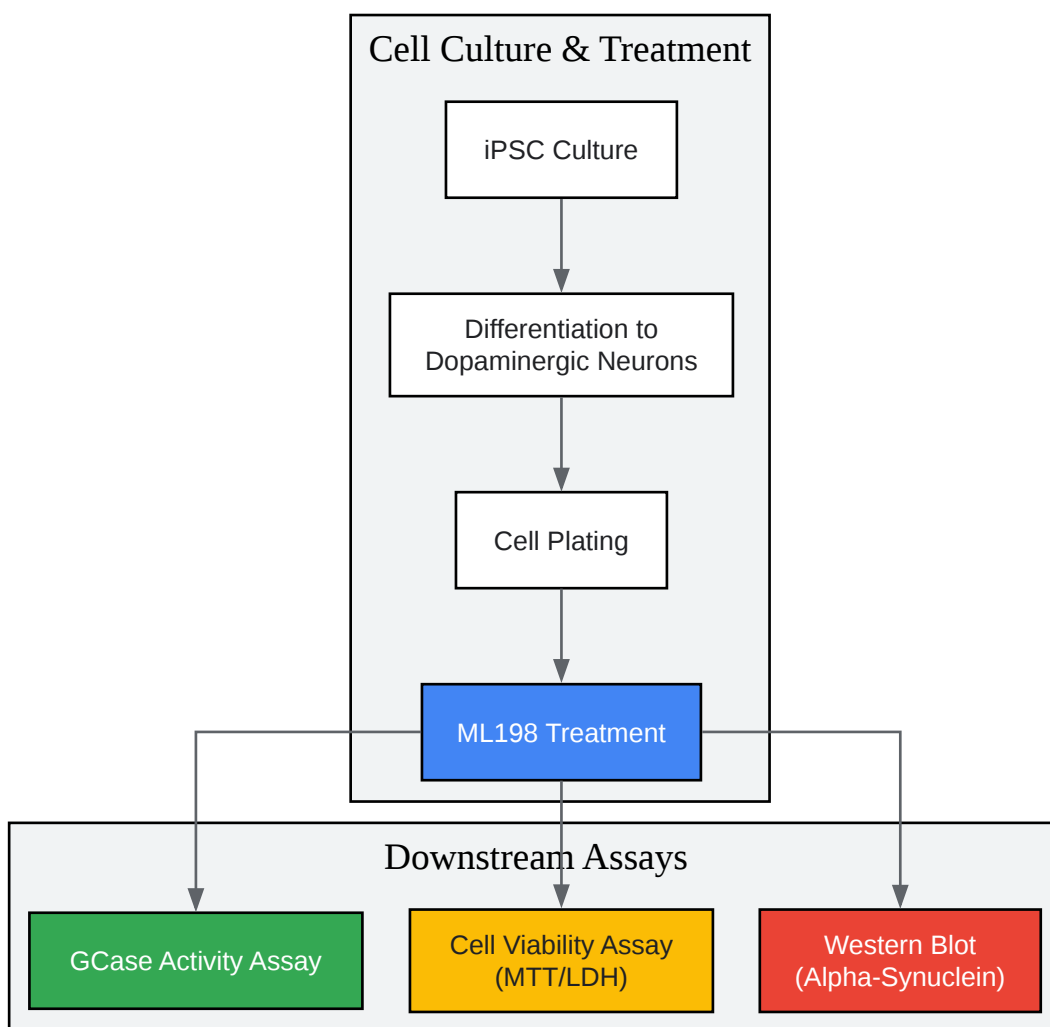 Cell Culture & Treatment
iPSC Culture
Differentiation to
Dopaminergic Neurons
Cell Plating
ML198 Treatment
Downstream Assays
GCase Activity Assay
Cell Viability Assay
(MTT/LDH)
Western Blot
(Alpha-Synuclein)